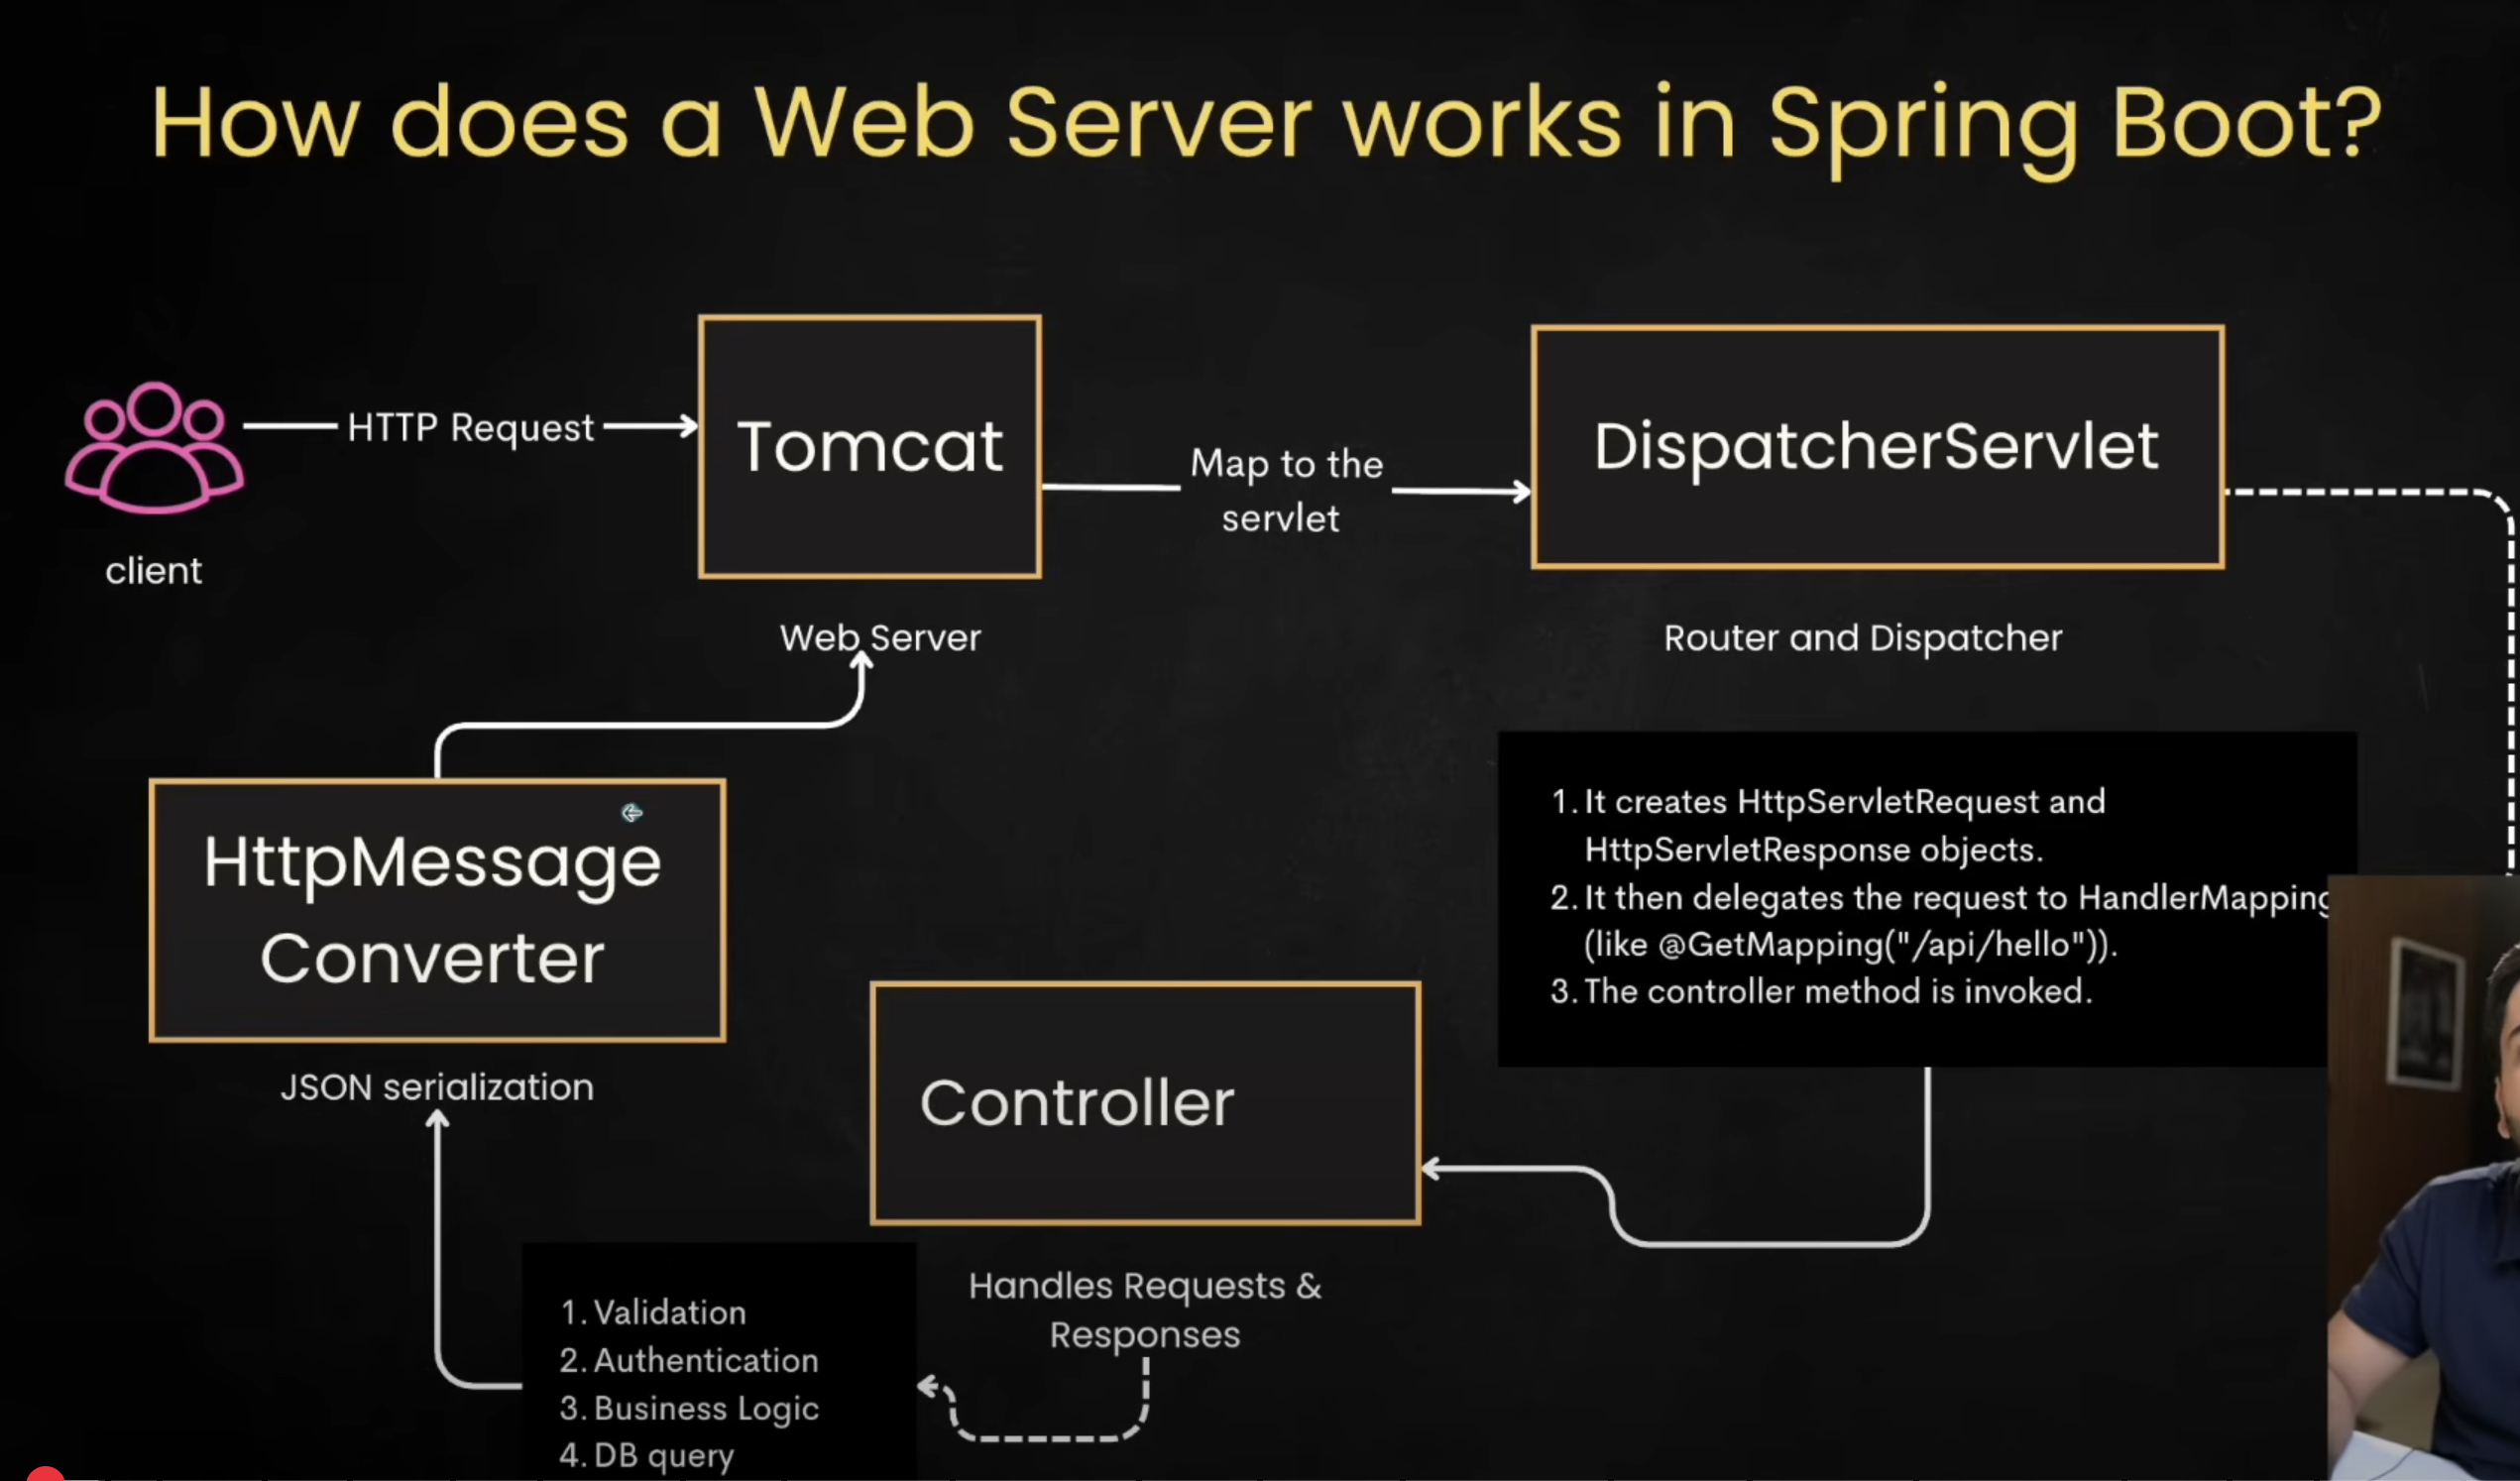 How does a Web Server works in Spring Boot?
HTTP Request
Tomcat
Map to the
servlet
DispatcherServlet
client
Web Server
Router and Dispatcher
HttpMessage
Converter
JSON serialization
1. It creates HttpServletRequest and
HttpServletResponse objects.
2. It then delegates the request to HandlerMapping
(like @GetMapping("/api/hello")).
3. The controller method is invoked.
Controller
Handles Requests &
Responses
1. Validation
2. Authentication
3. Business Logic
4. DB query